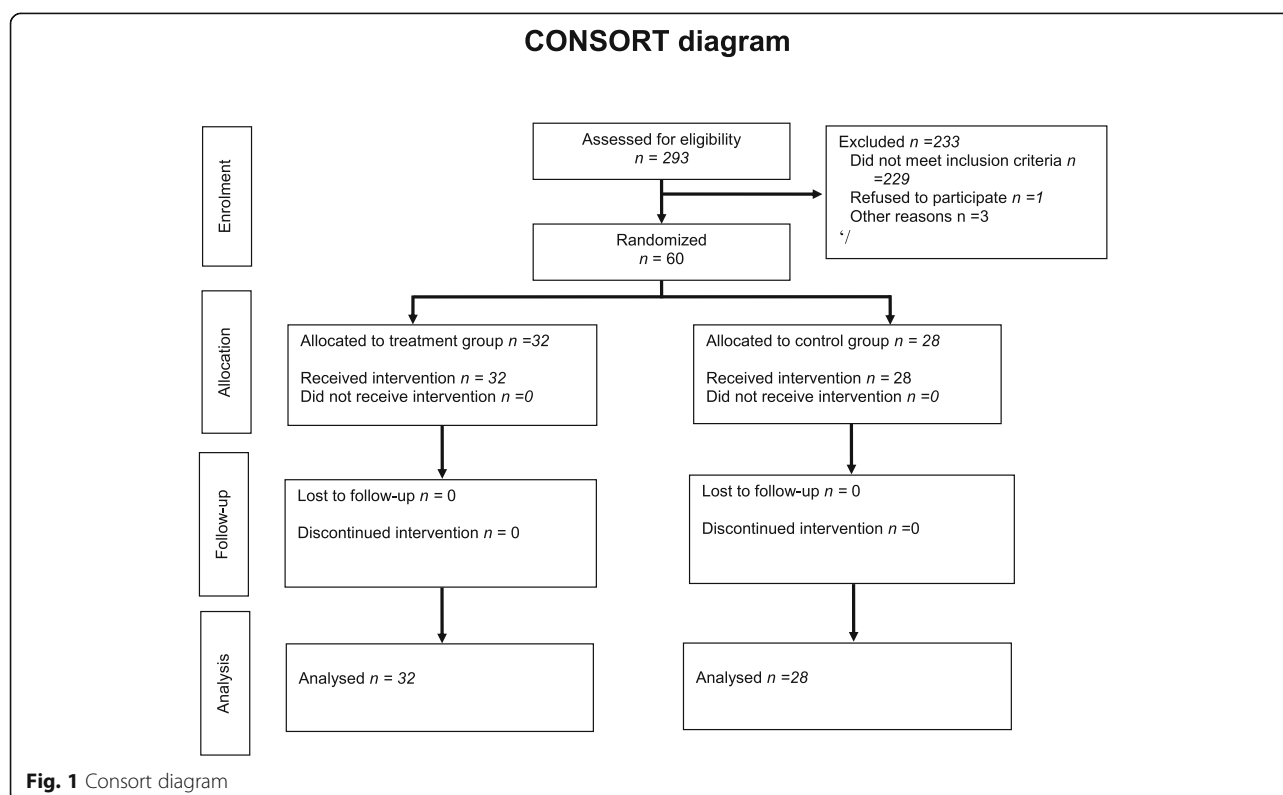 CONSORT diagram
Enrolment
Assessed for eligibility
n = 293
Excluded n =233
Did not meet inclusion criteria n
=229
Refused to participate n =1
Other reasons n =3
‘/
Randomized
n = 60
Allocation
Allocated to treatment group n =32
Received intervention n = 32
Did not receive intervention n =0
Allocated to control group n = 28
Received intervention n = 28
Did not receive intervention n =0
Follow-up
Lost to follow-up n = 0
Discontinued intervention n = 0
Lost to follow-up n = 0
Discontinued intervention n =0
Analysis
Analysed n = 32
Analysed n =28
Fig. 1 Consort diagram